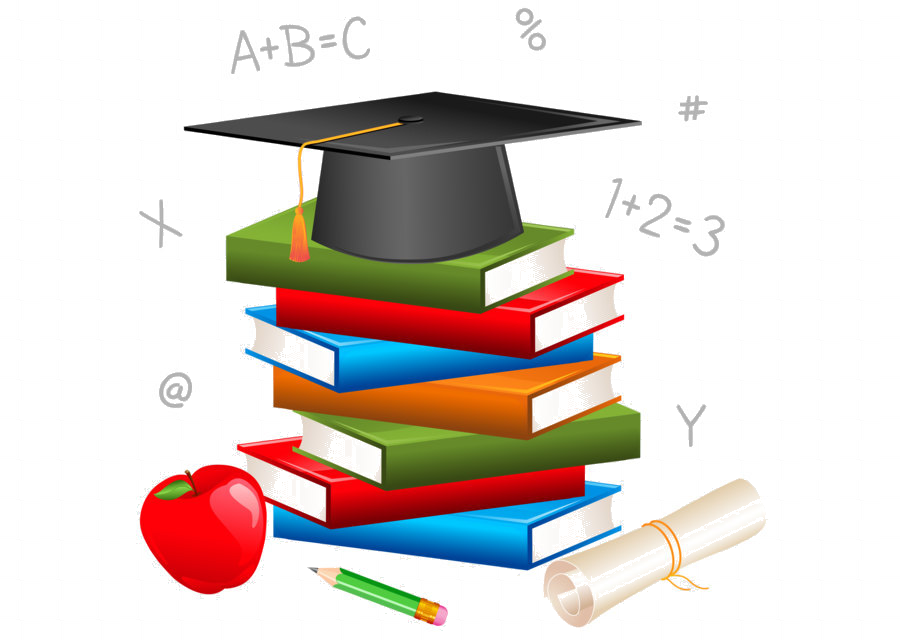 A+B=C
%
#
1+2=3
X
@
Y